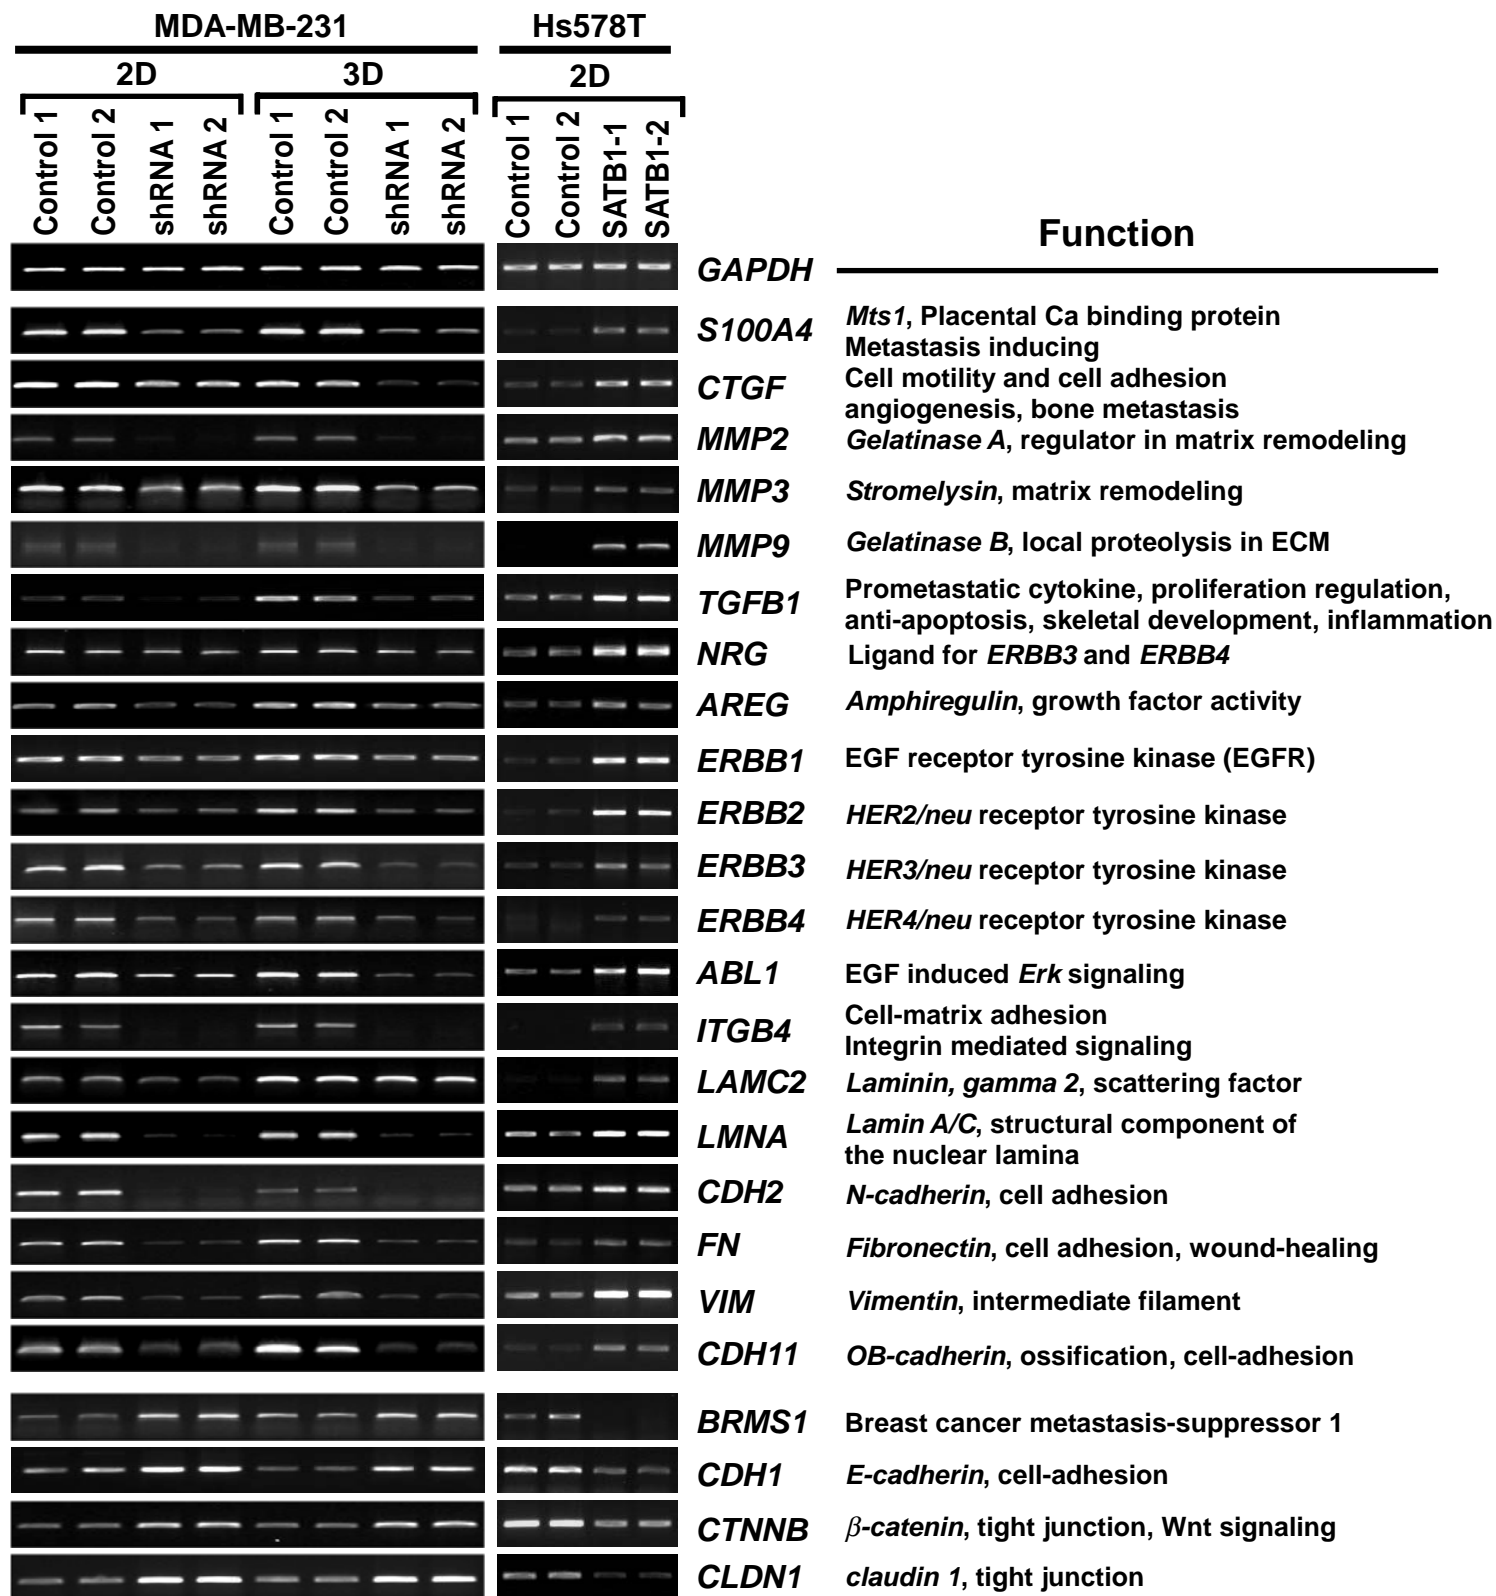 MDA-MB-231 Hs578T
2D 3D 2D
Control 1 Control 2 shRNA 1 shRNA 2 Control 1 Control 2 shRNA 1 shRNA 2 Control 1 Control 2 SATB1-1 SATB1-2
Function
GAPDH
S100A4 Mts1, Placental Ca binding protein
Metastasis inducing
CTGF Cell motility and cell adhesion
angiogenesis, bone metastasis
MMP2 Gelatinase A, regulator in matrix remodeling
MMP3 Stromelysin, matrix remodeling
MMP9 Gelatinase B, local proteolysis in ECM
TGFB1 Prometastatic cytokine, proliferation regulation,
anti-apoptosis, skeletal development, inflammation
NRG Ligand for ERBB3 and ERBB4
AREG Amphiregulin, growth factor activity
ERBB1 EGF receptor tyrosine kinase (EGFR)
ERBB2 HER2/neu receptor tyrosine kinase
ERBB3 HER3/neu receptor tyrosine kinase
ERBB4 HER4/neu receptor tyrosine kinase
ABL1 EGF induced Erk signaling
ITGB4 Cell-matrix adhesion
Integrin mediated signaling
LAMC2 Laminin, gamma 2, scattering factor
LMNA Lamin A/C, structural component of
the nuclear lamina
CDH2 N-cadherin, cell adhesion
FN Fibronectin, cell adhesion, wound-healing
VIM Vimentin, intermediate filament
CDH11 OB-cadherin, ossification, cell-adhesion
BRMS1 Breast cancer metastasis-suppressor 1
CDH1 E-cadherin, cell-adhesion
CTNNB β-catenin, tight junction, Wnt signaling
CLDN1 claudin 1, tight junction